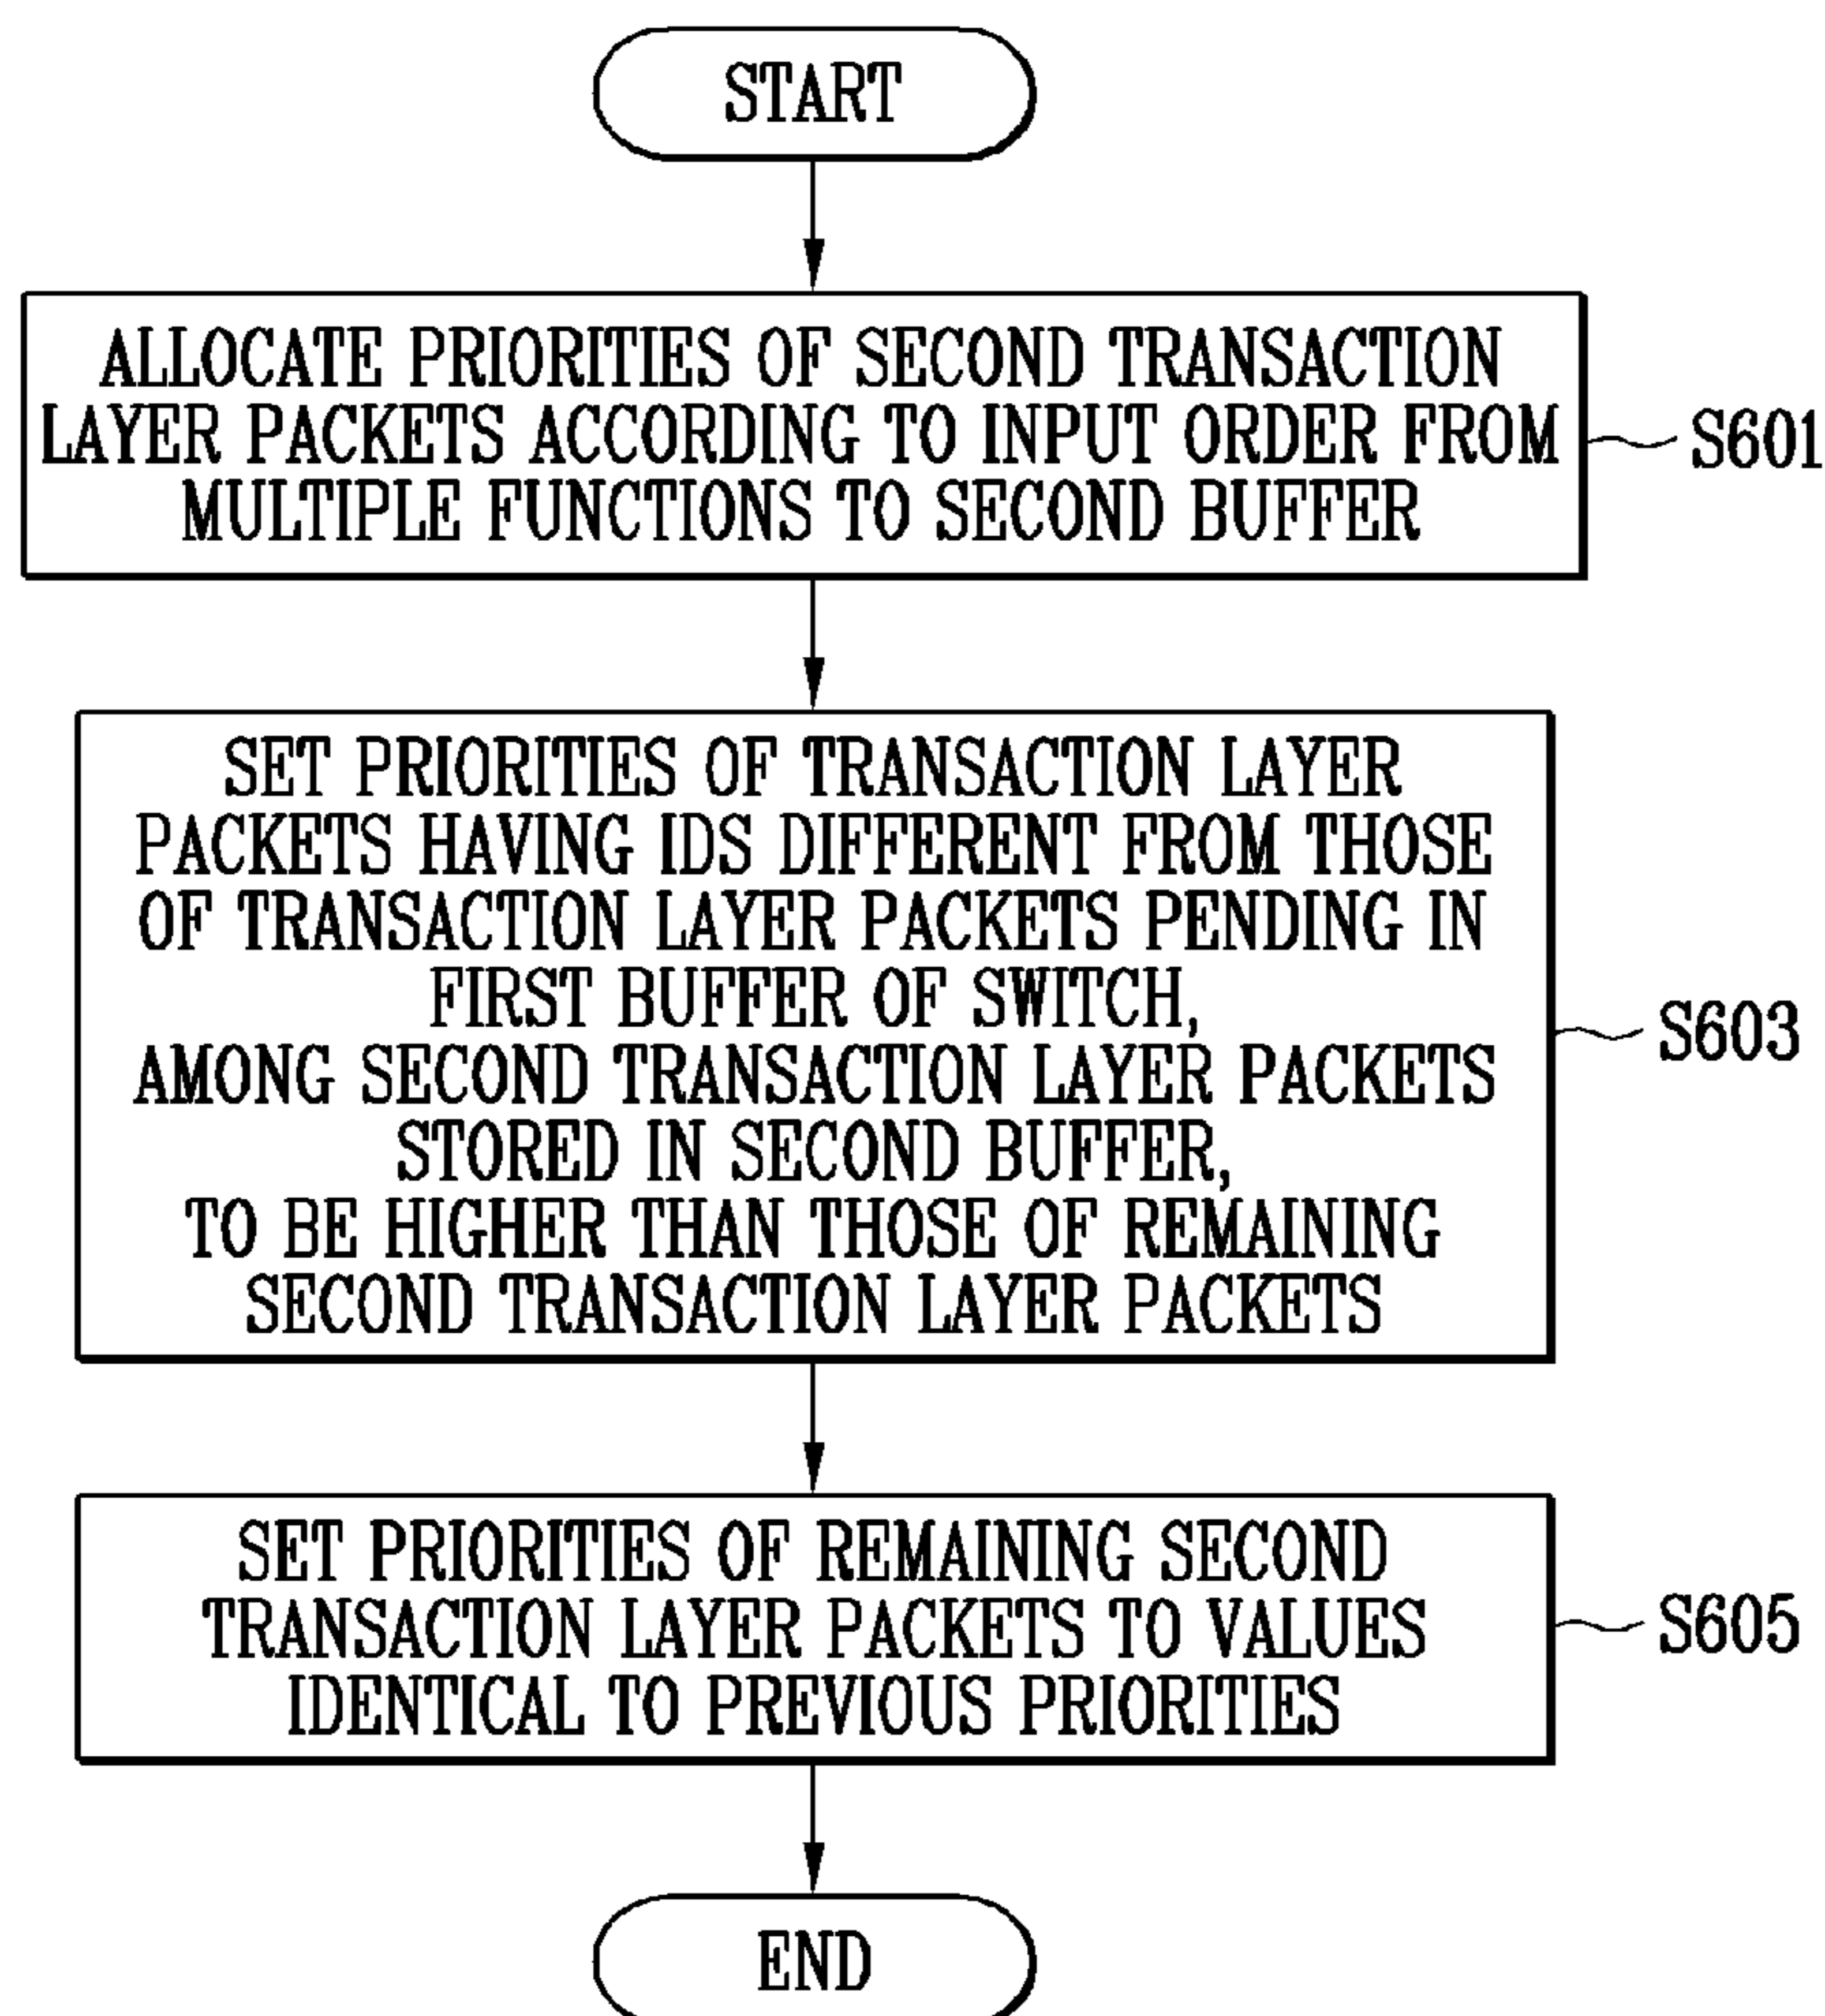 START
ALLOCATE PRIORITIES OF SECOND TRANSACTION
LAYER PACKETS ACCORDING TO INPUT ORDER FROM
MULTIPLE FUNCTIONS TO SECOND BUFFER
S601
SET PRIORITIES OF TRANSACTION LAYER
PACKETS HAVING IDS DIFFERENT FROM THOSE
OF TRANSACTION LAYER PACKETS PENDING IN
FIRST BUFFER OF SWITCH,
AMONG SECOND TRANSACTION LAYER PACKETS
STORED IN SECOND BUFFER,
TO BE HIGHER THAN THOSE OF REMAINING
SECOND TRANSACTION LAYER PACKETS
S603
SET PRIORITIES OF REMAINING SECOND
TRANSACTION LAYER PACKETS TO VALUES
IDENTICAL TO PREVIOUS PRIORITIES
S605
END